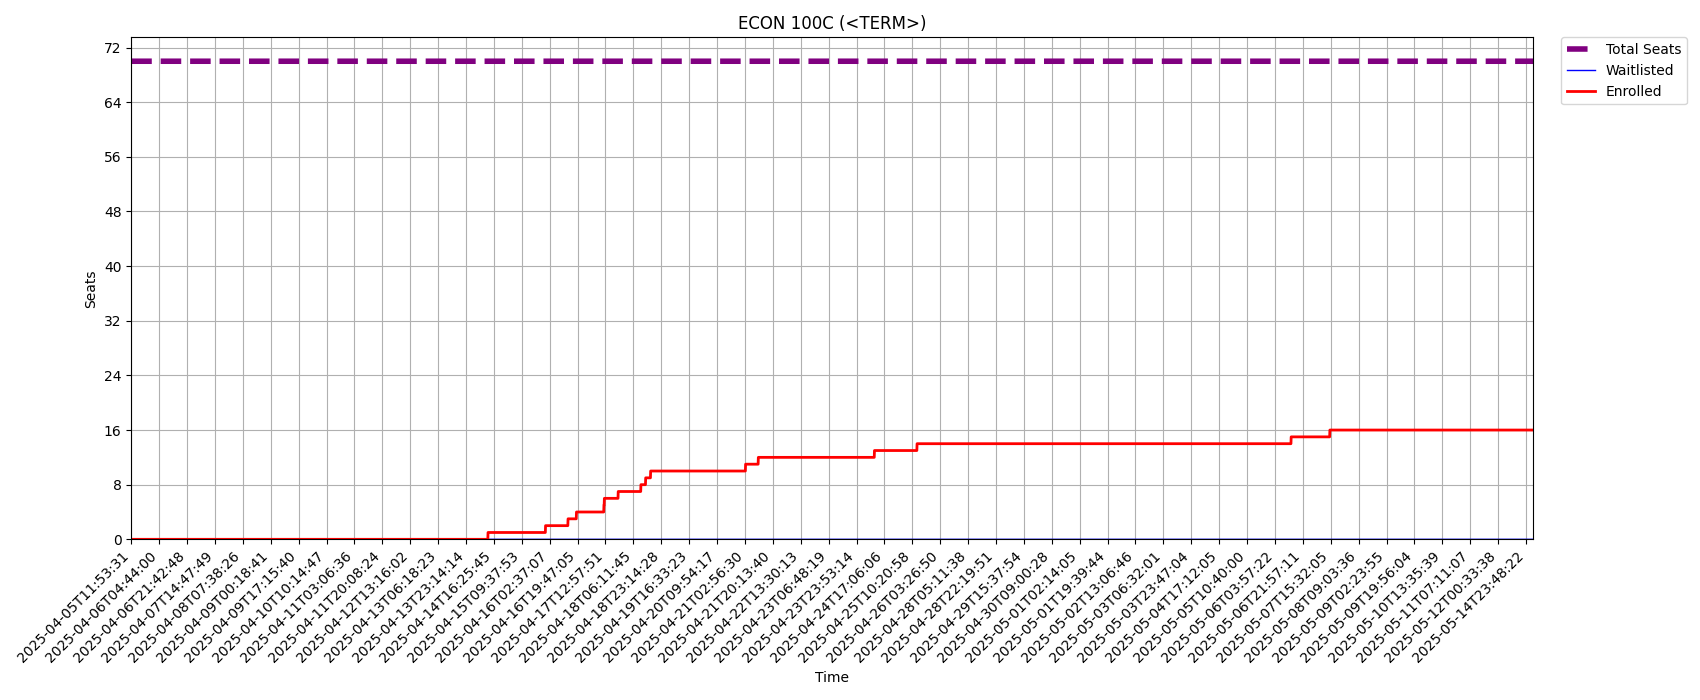 ECON 100C (<TERM>)
Total Seats
Waitlisted
Enrolled
72
64
56
48
40
32
24
16
8
0
Seats
2025-04-05T11:53:31
2025-04-06T04:44:00
2025-04-06T21:42:48
2025-04-07T14:47:49
2025-04-08T07:38:26
2025-04-09T00:18:41
2025-04-09T17:15:40
2025-04-10T10:14:47
2025-04-11T03:06:36
2025-04-11T20:08:24
2025-04-12T13:16:02
2025-04-13T06:18:23
2025-04-13T23:14:14
2025-04-14T16:25:45
2025-04-15T09:37:53
2025-04-16T02:37:07
2025-04-16T19:47:05
2025-04-17T12:57:51
2025-04-18T06:11:45
2025-04-18T23:14:28
2025-04-19T16:33:23
2025-04-20T09:54:17
2025-04-21T02:56:30
2025-04-21T20:13:40
2025-04-22T13:30:13
2025-04-23T06:48:19
2025-04-23T23:53:14
2025-04-24T17:06:06
2025-04-25T10:20:58
2025-04-26T03:26:50
2025-04-28T05:11:38
2025-04-28T22:19:51
2025-04-29T15:37:54
2025-04-30T09:00:28
2025-05-01T02:14:05
2025-05-01T19:39:44
2025-05-02T13:06:46
2025-05-03T06:32:01
2025-05-03T23:47:04
2025-05-04T17:12:05
2025-05-05T10:40:00
2025-05-06T03:57:22
2025-05-06T21:57:11
2025-05-07T15:32:05
2025-05-08T09:03:36
2025-05-09T02:23:55
2025-05-09T19:56:04
2025-05-10T13:35:39
2025-05-11T07:11:07
2025-05-12T00:33:38
2025-05-14T23:48:22
Time